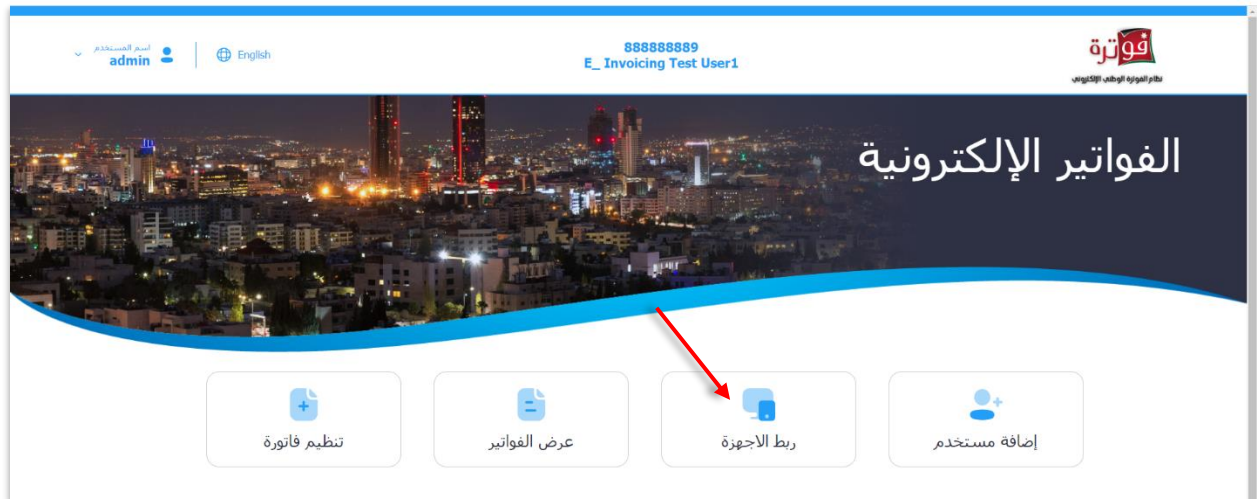 فوترة
نظام الفوترة الوطني الإلكتروني
888888889
E_ Invoicing Test User1
English
اسم المستخدم
admin
الفواتير الإلكترونية
إضافة مستخدم
ربط الاجهزة
عرض الفواتير
تنظيم فاتورة